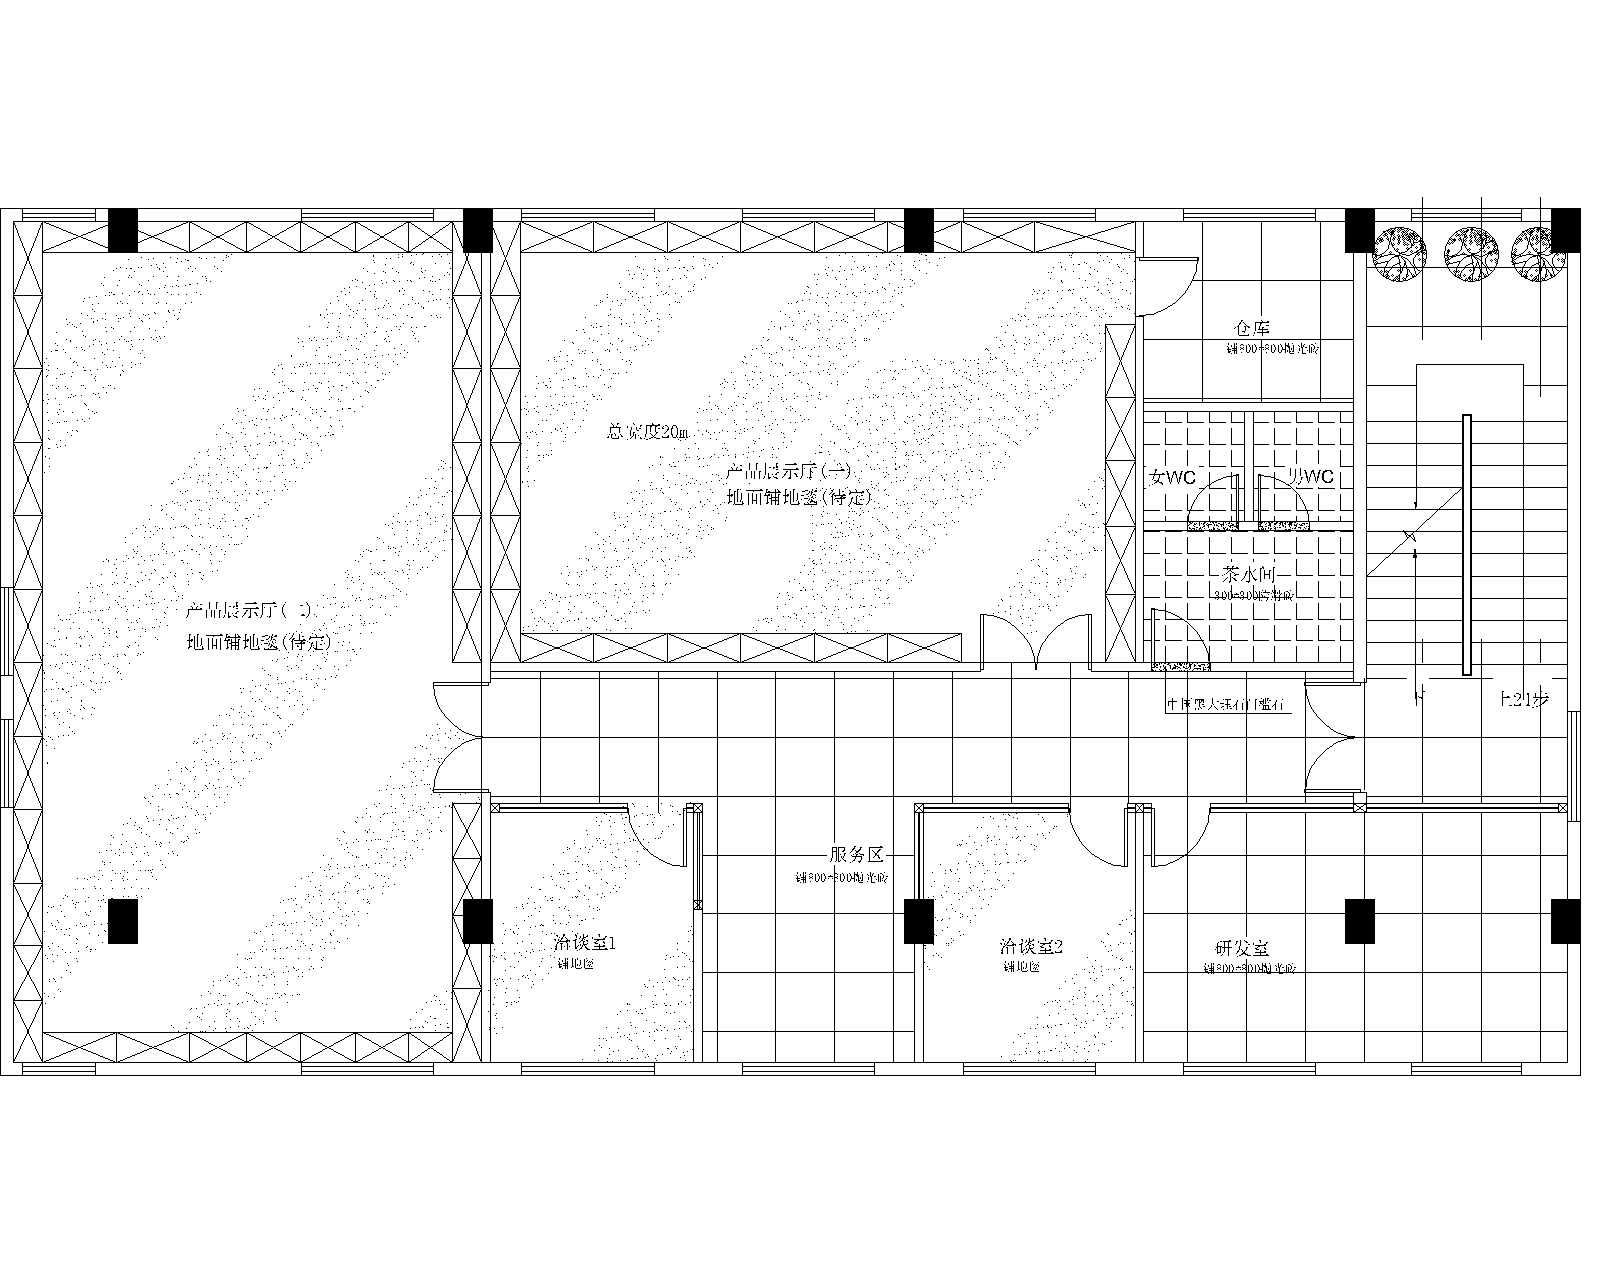 仓库
铺800*800抛光砖
总宽度20m
产品展示厅(一)
地面铺地毯(待定)
女WC
男WC
茶水间
300*300防滑砖
产品展示厅(二)
地面铺地毯(待定)
下
上24步
中国黑大理石门槛石
服务区
铺800*800抛光砖
洽谈室1
铺地毯
洽谈室2
铺地毯
研发室
铺800*800抛光砖